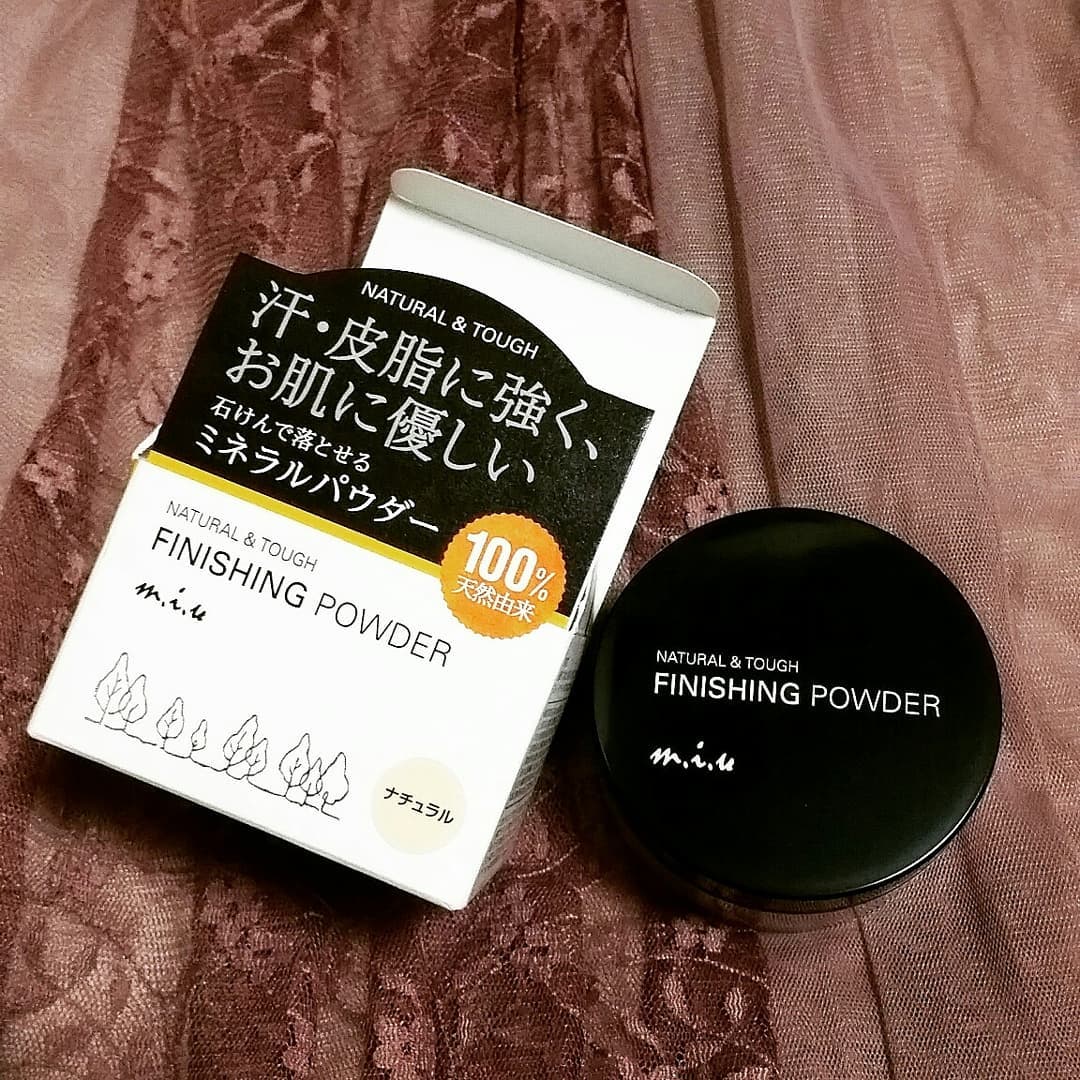 NATURAL & TOUGH
汗・皮脂に強く、
お肌に優しい
石けんで落とせる
ミネラルパウダー
100%
天然由来
NATURAL & TOUGH
FINISHING POWDER
m.i.u
ナチュラル
NATURAL & TOUGH
FINISHING POWDER
m.i.u